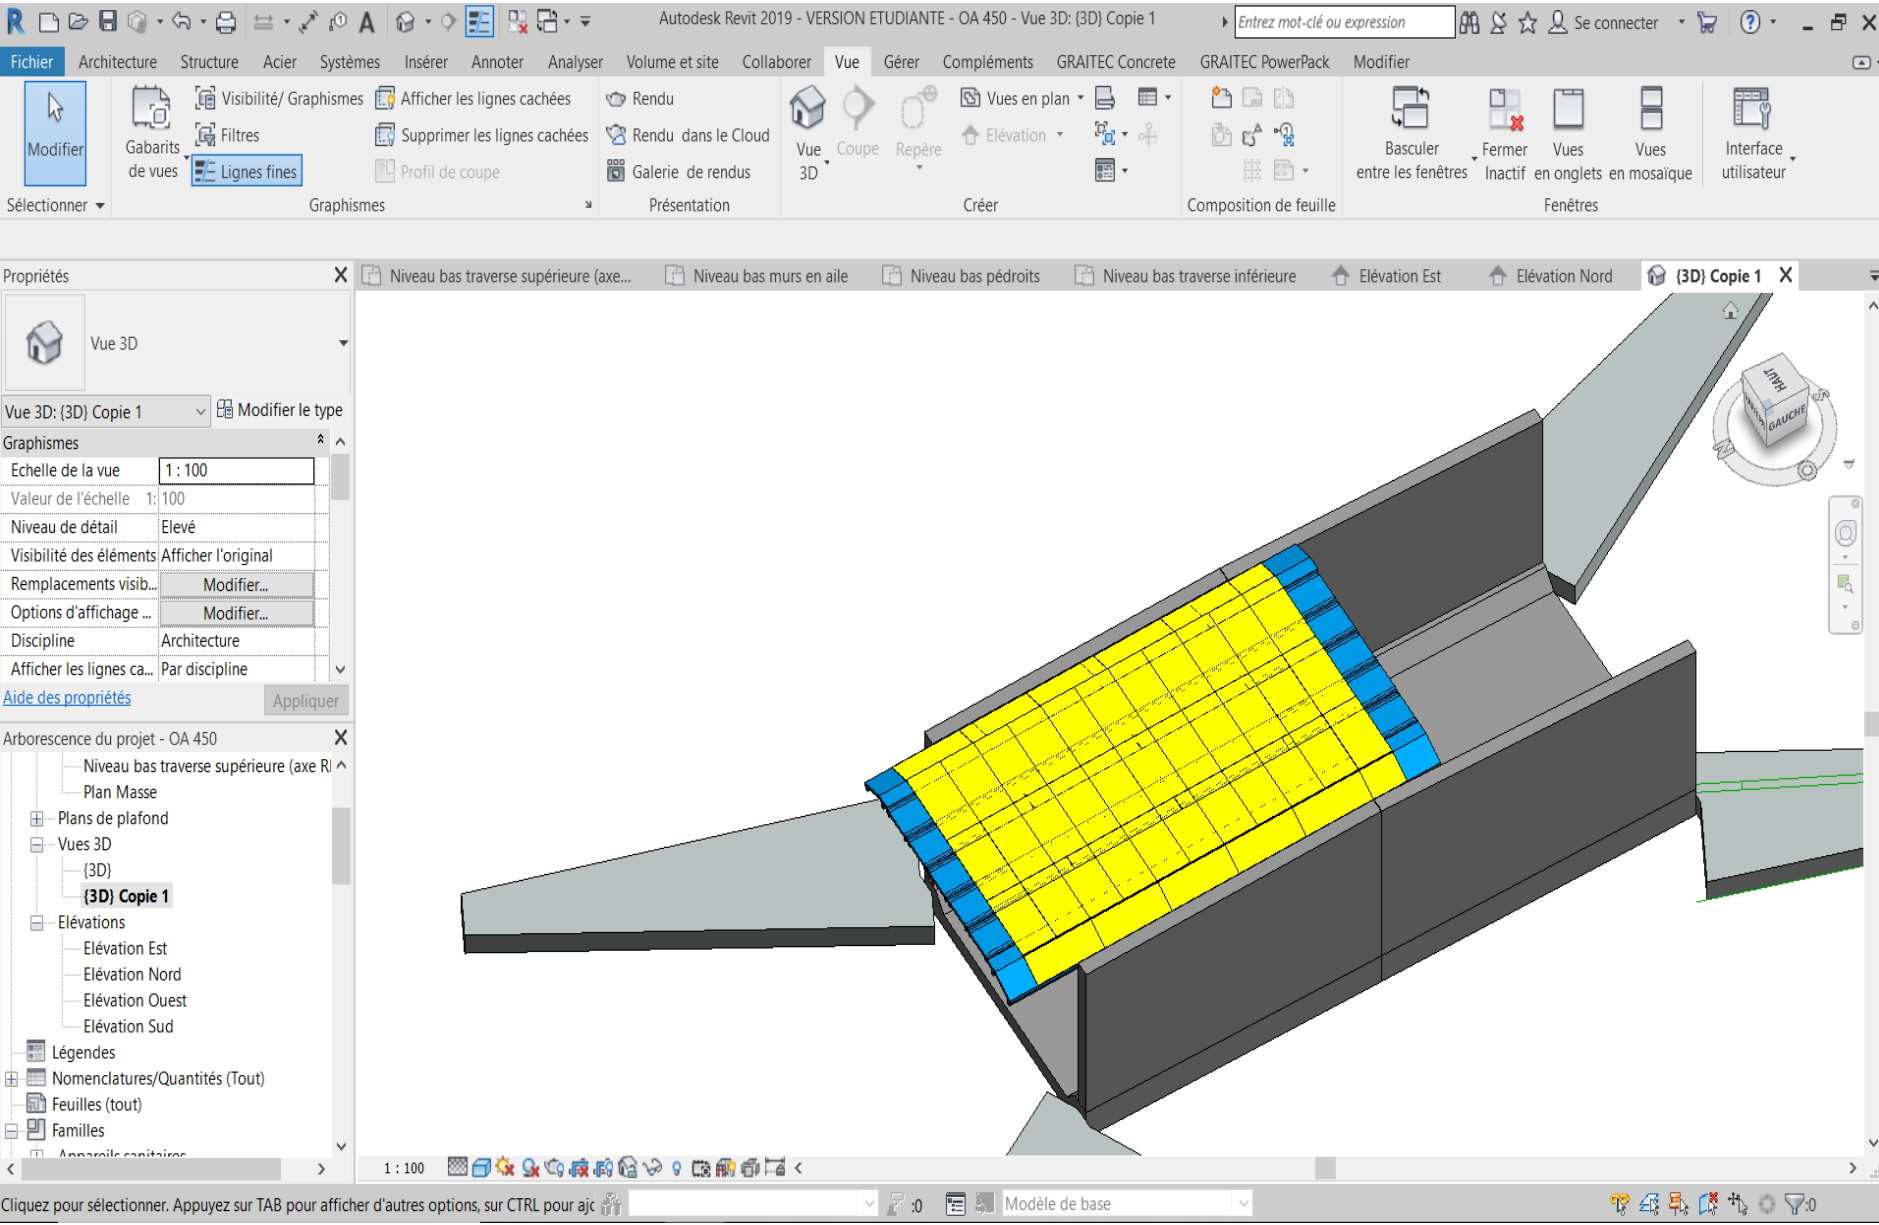 Autodesk Revit 2019 - VERSION ETUDIANTE - OA 450 - Vue 3D: {3D} Copie 1
Entrez mot-clé ou expression
Se connecter
Fichier Architecture Structure Acier Systèmes Insérer Annoter Analyser Volume et site Collaborer Vue Gérer Compléments GRAITEC Concrete GRAITEC PowerPack Modifier
Modifier
Gabarits de vues
Visibilité/ Graphismes
Filtres
Lignes fines
Afficher les lignes cachées
Supprimer les lignes cachées
Profil de coupe
Rendu
Rendu dans le Cloud
Galerie de rendus
Vue 3D
Coupe
Repère
Vues en plan
Elévation
Basculer entre les fenêtres
Fermer Inactif
Vues en onglets
Vues en mosaïque
Interface utilisateur
Sélectionner Graphismes Présentation Créer Composition de feuille Fenêtres
Propriétés
Niveau bas traverse supérieure (axe...
Niveau bas murs en aile
Niveau bas pédroits
Niveau bas traverse inférieure
Elévation Est
Elévation Nord
{3D} Copie 1
Vue 3D
Vue 3D: {3D} Copie 1
Modifier le type
Graphismes
Echelle de la vue 1 : 100
Valeur de l'échelle 1: 100
Niveau de détail Elevé
Visibilité des éléments Afficher l'original
Remplacements visib... Modifier...
Options d'affichage ... Modifier...
Discipline Architecture
Afficher les lignes ca... Par discipline
Aide des propriétés
Appliquer
Arborescence du projet - OA 450
Niveau bas traverse supérieure (axe R
Plan Masse
Plans de plafond
Vues 3D
{3D}
{3D} Copie 1
Elévations
Elévation Est
Elévation Nord
Elévation Ouest
Elévation Sud
Légendes
Nomenclatures/Quantités (Tout)
Feuilles (tout)
Familles
Appareils sanitaires
HAUT
GAUCHE
N
1 : 100
Cliquez pour sélectionner. Appuyez sur TAB pour afficher d'autres options, sur CTRL pour ajc
:0
Modèle de base
:0